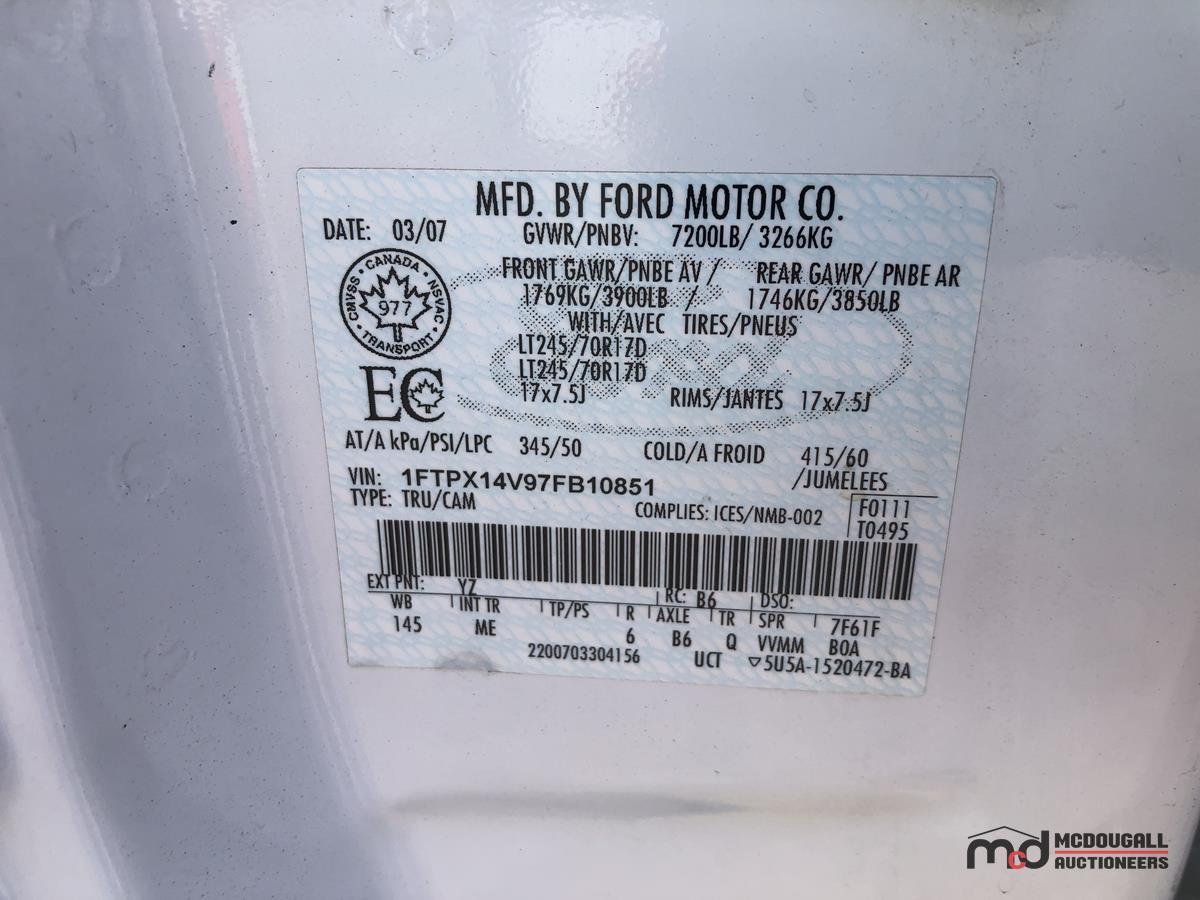 MFD. BY FORD MOTOR CO.
DATE: 03/07 GVWR/PNBV: 7200LB/ 3266KG
FRONT GAWR/PNBE AV / REAR GAWR/ PNBE AR
1769KG/3900LB / 1746KG/3850LB
WITH/AVEC TIRES/PNEUS
CANADA · NSVAC · TRANSPORT · CMVSS
977
LT245/70R17D
LT245/70R17D
17x7.5J RIMS/JANTES 17x7.5J
EC
AT/A kPa/PSI/LPC 345/50 COLD/A FROID 415/60
VIN: 1FTPX14V97FB10851 /JUMELEES
TYPE: TRU/CAM COMPLIES: ICES/NMB-002 F0111
T0495
EXT PNT: YZ RC: B6 DSO:
WB INT TR TP/PS R AXLE TR SPR 7F61F
145 ME 6 B6 Q VVMM BOA
2200703304156 UCT ▽5U5A-1520472-BA
mcd MCDOUGALL
AUCTIONEERS